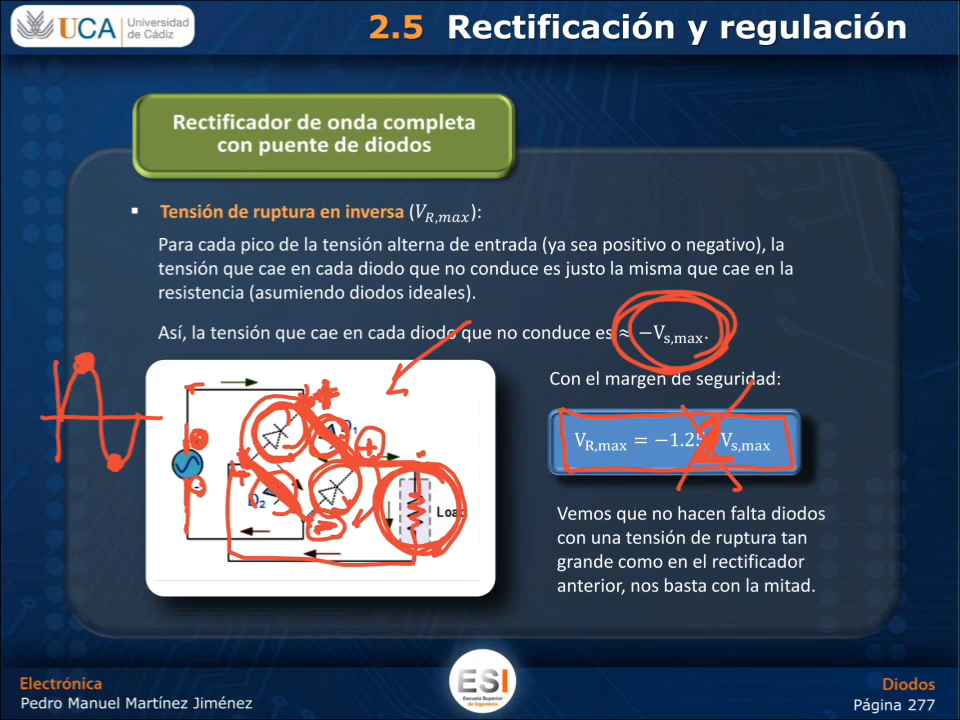 UCA Universidad
de Cádiz
2.5 Rectificación y regulación
Rectificador de onda completa
con puente de diodos
▪ Tensión de ruptura en inversa (V_{R,max}):
Para cada pico de la tensión alterna de entrada (ya sea positivo o negativo), la
tensión que cae en cada diodo que no conduce es justo la misma que cae en la
resistencia (asumiendo diodos ideales).
Así, la tensión que cae en cada diodo que no conduce es ≈ −V_{s,max}.
Con el margen de seguridad:
V_{R,max} = −1.25 V_{s,max}
D₁
D₂
Load
Vemos que no hacen falta diodos
con una tensión de ruptura tan
grande como en el rectificador
anterior, nos basta con la mitad.
Electrónica
Pedro Manuel Martínez Jiménez
ESI
Escuela Superior
de Ingeniería
Diodos
Página 277